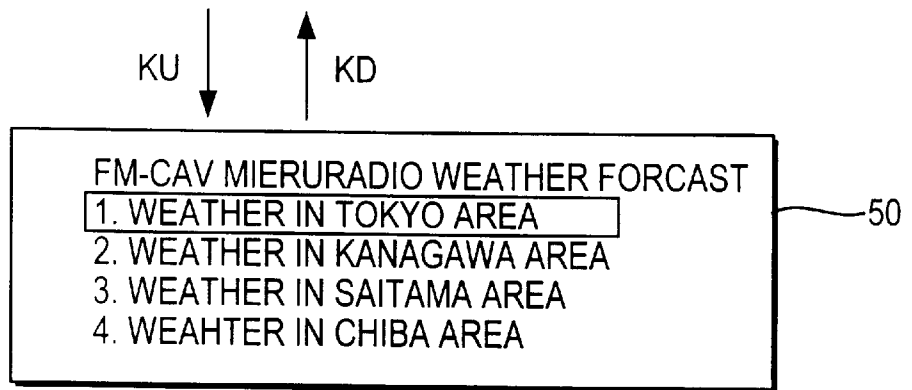 KU KD
FM-CAV MIERURADIO WEATHER FORCAST
1. WEATHER IN TOKYO AREA
50
2. WEATHER IN KANAGAWA AREA
3. WEATHER IN SAITAMA AREA
4. WEAHTER IN CHIBA AREA